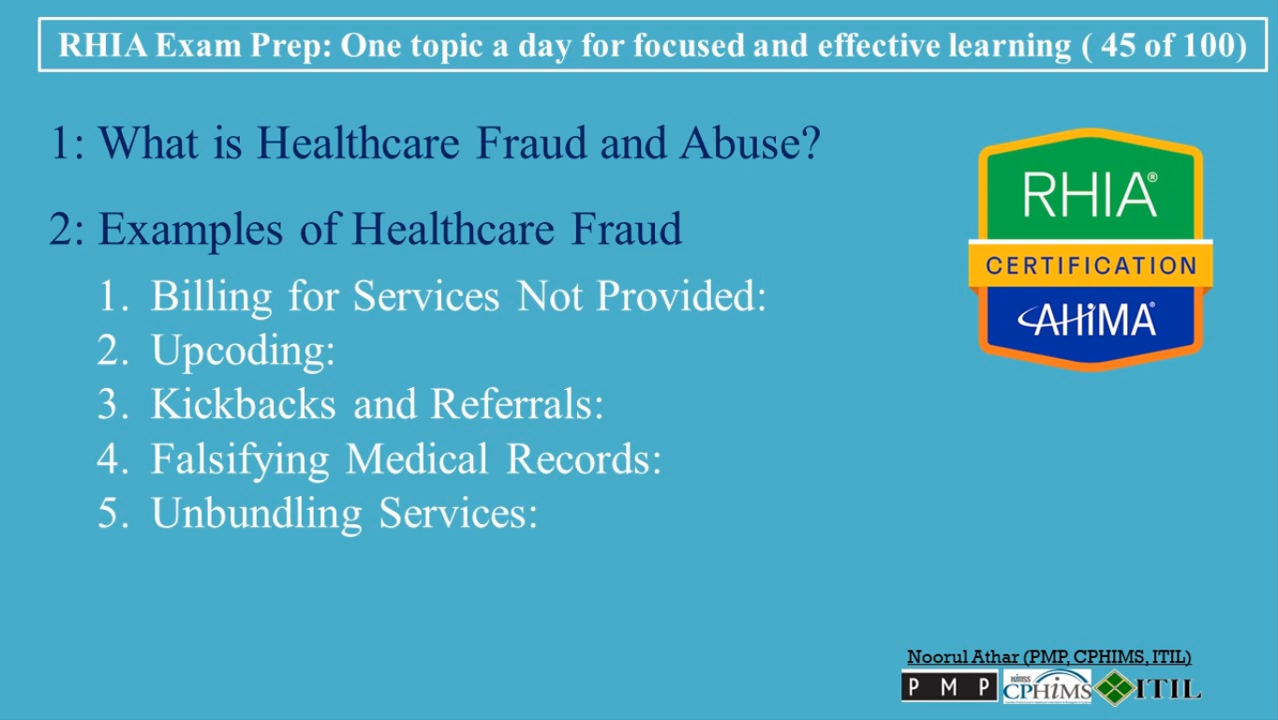 RHIA Exam Prep: One topic a day for focused and effective learning ( 45 of 100)
1: What is Healthcare Fraud and Abuse?
2: Examples of Healthcare Fraud
1. Billing for Services Not Provided:
2. Upcoding:
3. Kickbacks and Referrals:
4. Falsifying Medical Records:
5. Unbundling Services:
RHIA®
CERTIFICATION
AHiMA®
Noorul Athar (PMP, CPHIMS, ITIL)
P M P
HIMSS
CPHIMS
ITIL